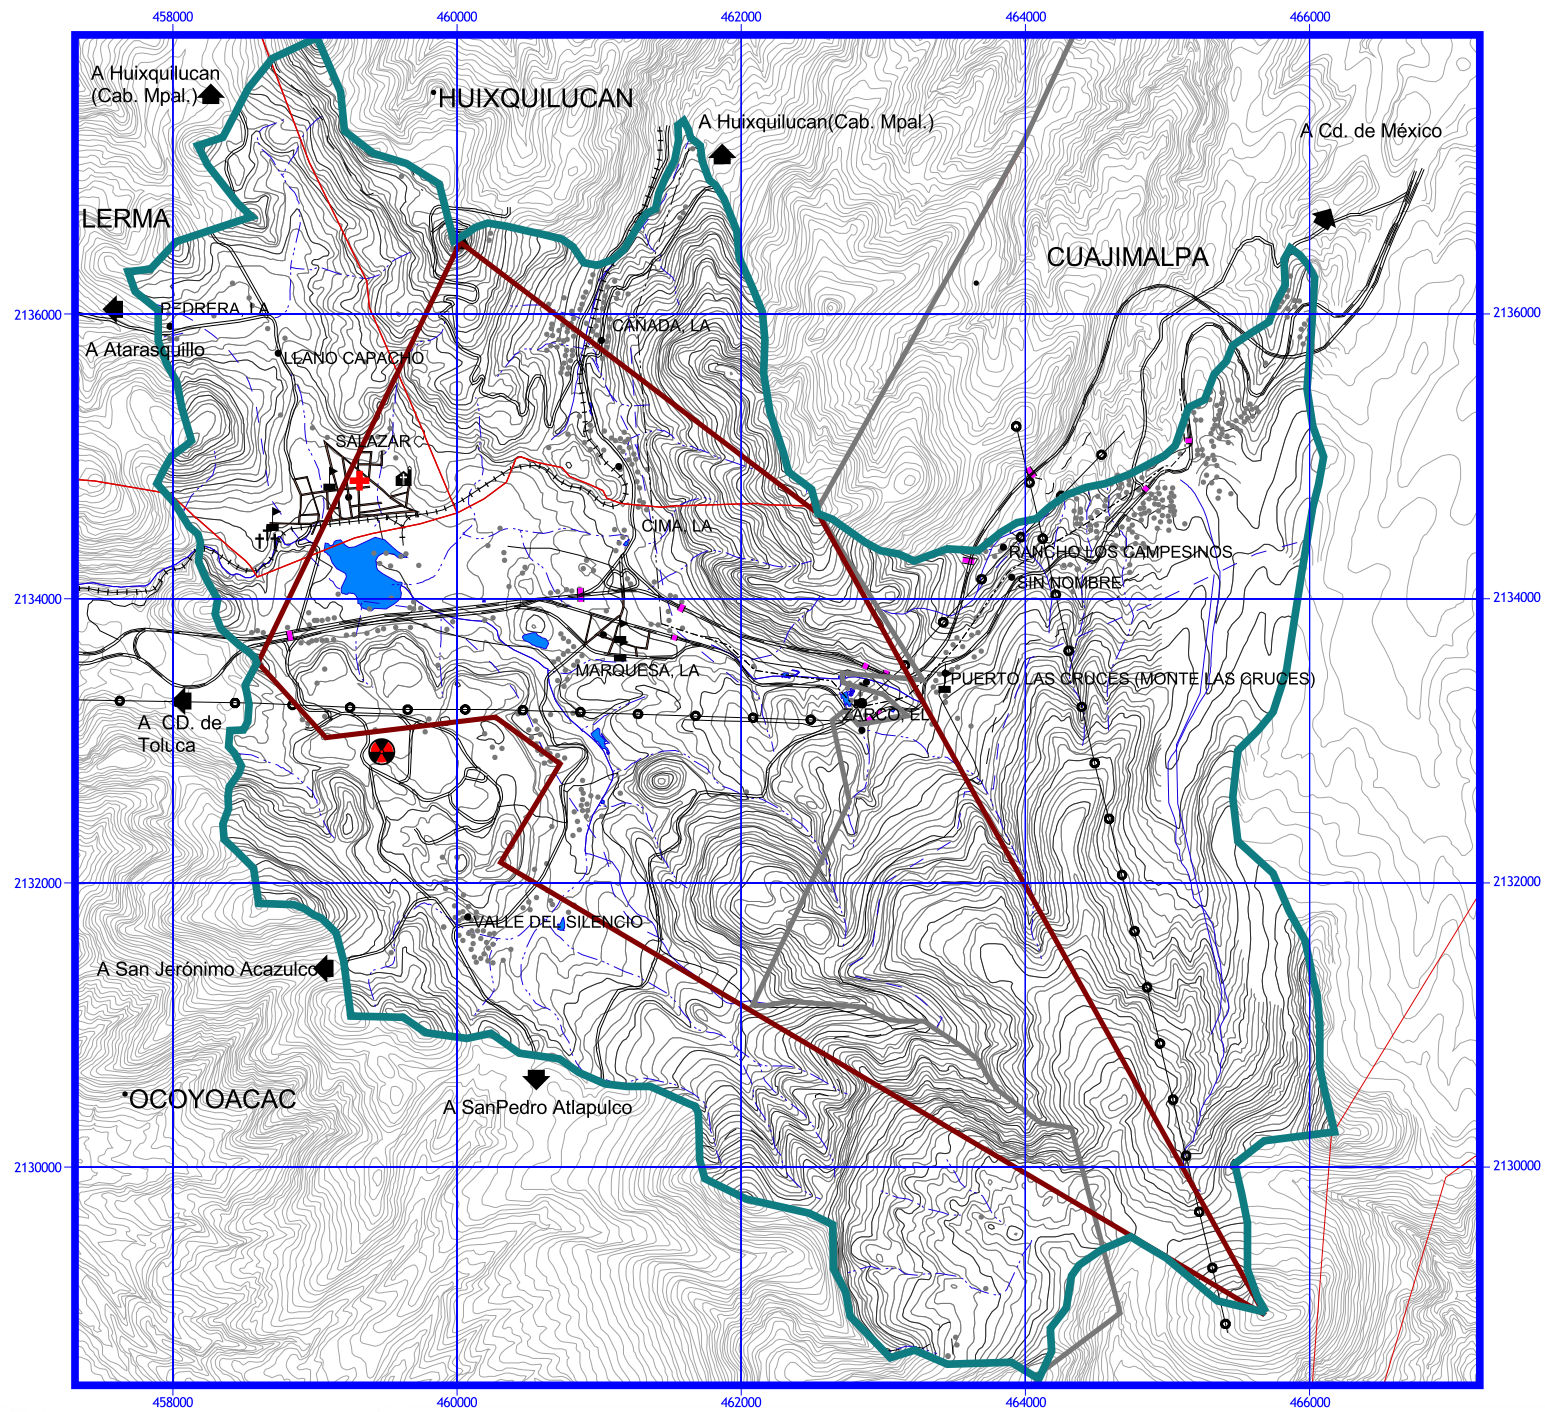 458000
460000
462000
464000
466000
A Huixquilucan
(Cab. Mpal.)
HUIXQUILUCAN
A Huixquilucan(Cab. Mpal.)
A Cd. de México
LERMA
CUAJIMALPA
PEDRERA, LA
2136000
2136000
CAÑADA, LA
A Atarasquillo
LLANO CAPACHO
SALAZAR
CIMA, LA
RANCHO LOS CAMPESINOS
SIN NOMBRE
2134000
2134000
MARQUESA, LA
PUERTO LAS CRUCES (MONTE LAS CRUCES)
ZARCO, EL
A CD. de
Toluca
2132000
2132000
VALLE DEL SILENCIO
A San Jerónimo Acazulco
OCOYOACAC
A SanPedro Atlapulco
2130000
2130000
458000
460000
462000
464000
466000